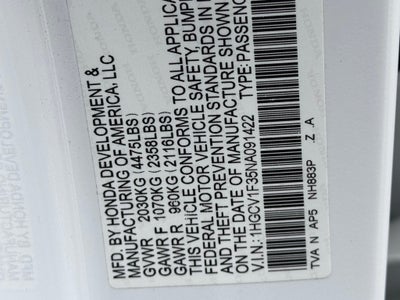 MFD. BY HONDA DEVELOPMENT &
MANUFACTURING OF AMERICA, LLC
GVWR 2030KG (4475LBS)
GAWR F 1070KG (2358LBS)
GAWR R 960KG (2116LBS)
THIS VEHICLE CONFORMS TO ALL APPLICA
FEDERAL MOTOR VEHICLE SAFETY, BUMP
AND THEFT PREVENTION STANDARDS IN
ON THE DATE OF MANUFACTURE SHOWN
V.I.N.: 1HGCV1F35NA091422 TYPE: PASSEN
TVA N AP5 NH883P Z A